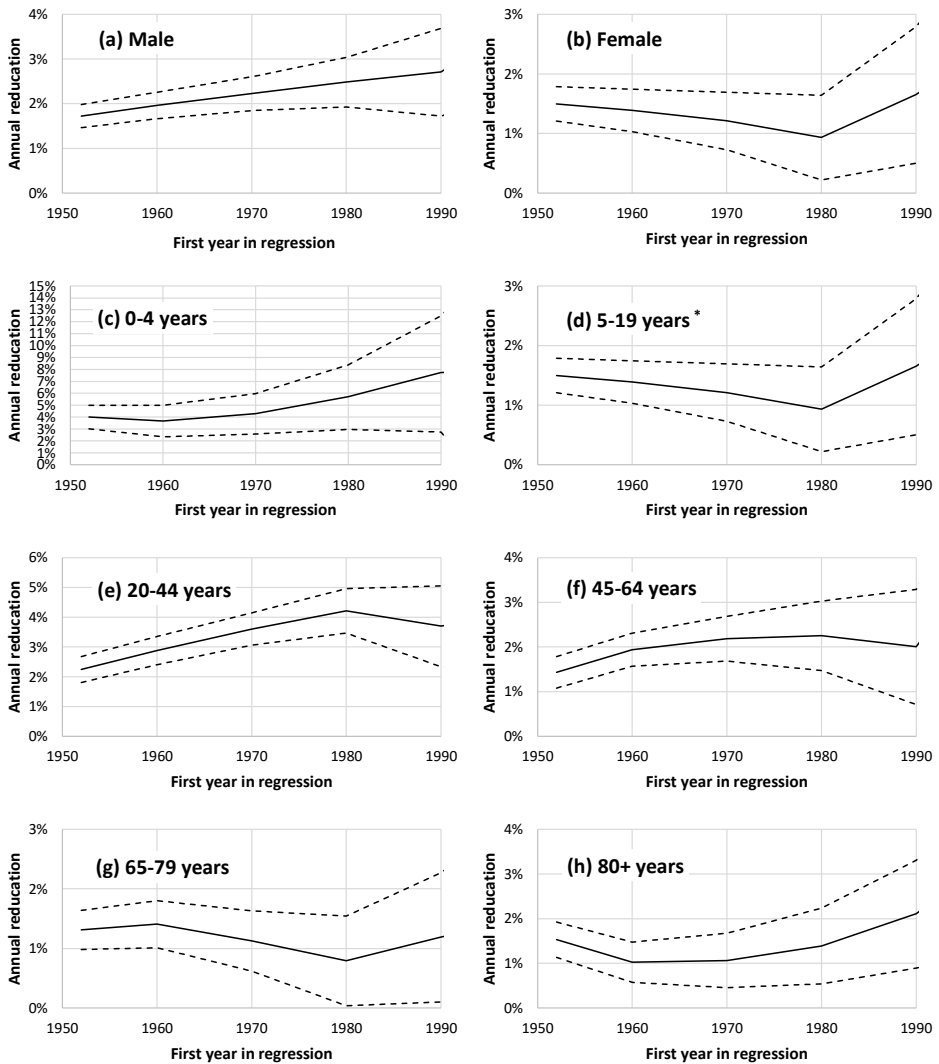 (a) Male
Annual reducation
4%
3%
2%
1%
0%
1950 1960 1970 1980 1990
First year in regression
(b) Female
Annual reducation
3%
2%
1%
0%
1950 1960 1970 1980 1990
First year in regression
(c) 0-4 years
Annual reducation
15%
14%
13%
12%
11%
10%
9%
8%
7%
6%
5%
4%
3%
2%
1%
0%
1950 1960 1970 1980 1990
First year in regression
(d) 5-19 years *
Annual reducation
3%
2%
1%
0%
1950 1960 1970 1980 1990
First year in regression
(e) 20-44 years
Annual reducation
6%
5%
4%
3%
2%
1%
0%
1950 1960 1970 1980 1990
First year in regression
(f) 45-64 years
Annual reducation
4%
3%
2%
1%
0%
1950 1960 1970 1980 1990
First year in regression
(g) 65-79 years
Annual reducation
3%
2%
1%
0%
1950 1960 1970 1980 1990
First year in regression
(h) 80+ years
Annual reducation
4%
3%
2%
1%
0%
1950 1960 1970 1980 1990
First year in regression